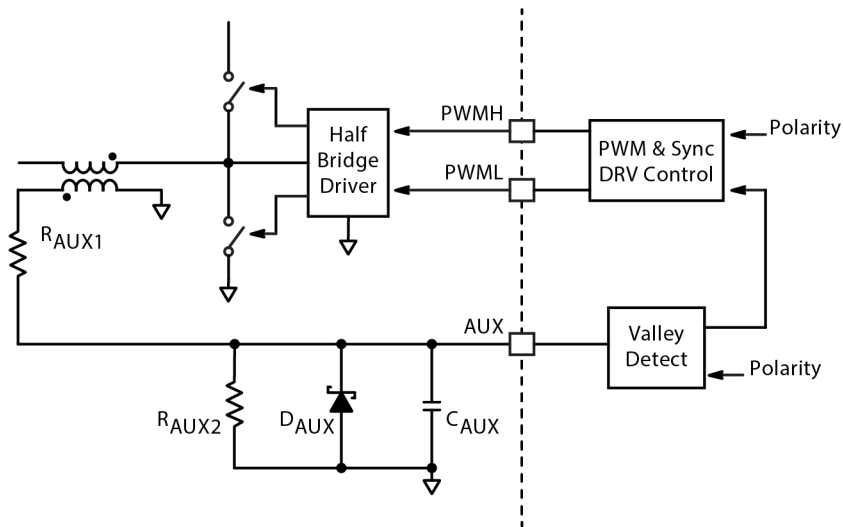 PWMH
Half
Bridge
Driver
PWM & Sync
DRV Control
Polarity
PWML
RAUX1
AUX
Valley
Detect
Polarity
RAUX2
DAUX
CAUX